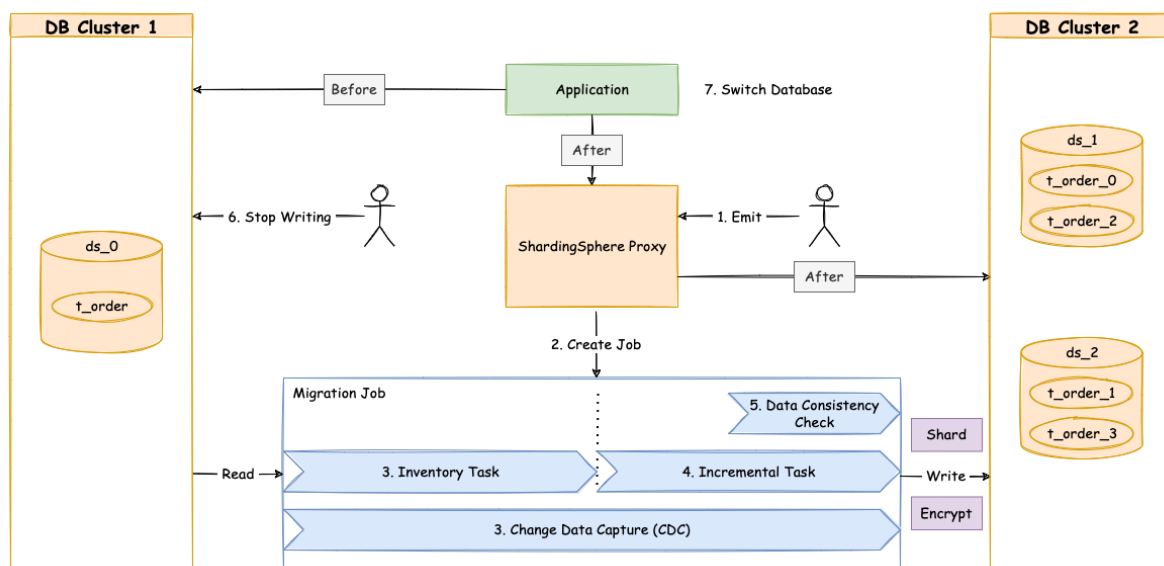 DB Cluster 1
DB Cluster 2
Before
Application
7. Switch Database
After
ds_1
t_order_0
t_order_2
6. Stop Writing
1. Emit
ShardingSphere Proxy
After
ds_0
t_order
2. Create Job
ds_2
t_order_1
t_order_3
Migration Job
5. Data Consistency
Check
Shard
Read
3. Inventory Task
4. Incremental Task
Write
Encrypt
3. Change Data Capture (CDC)